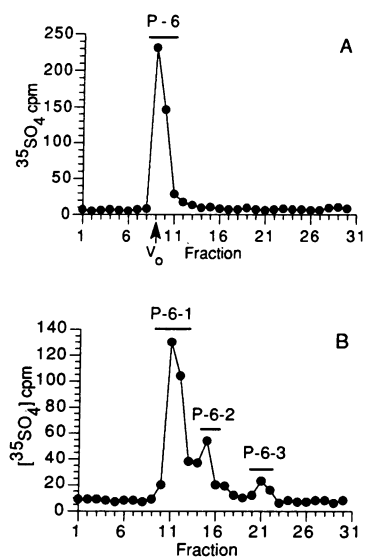 P - 6
A
35SO4 cpm
250
200
150
100
50
0
1 6 11 16 21 26 31
Vo Fraction
P-6-1
B
P-6-2
P-6-3
[35SO4] cpm
140
120
100
80
60
40
20
0
1 6 11 16 21 26 31
Fraction